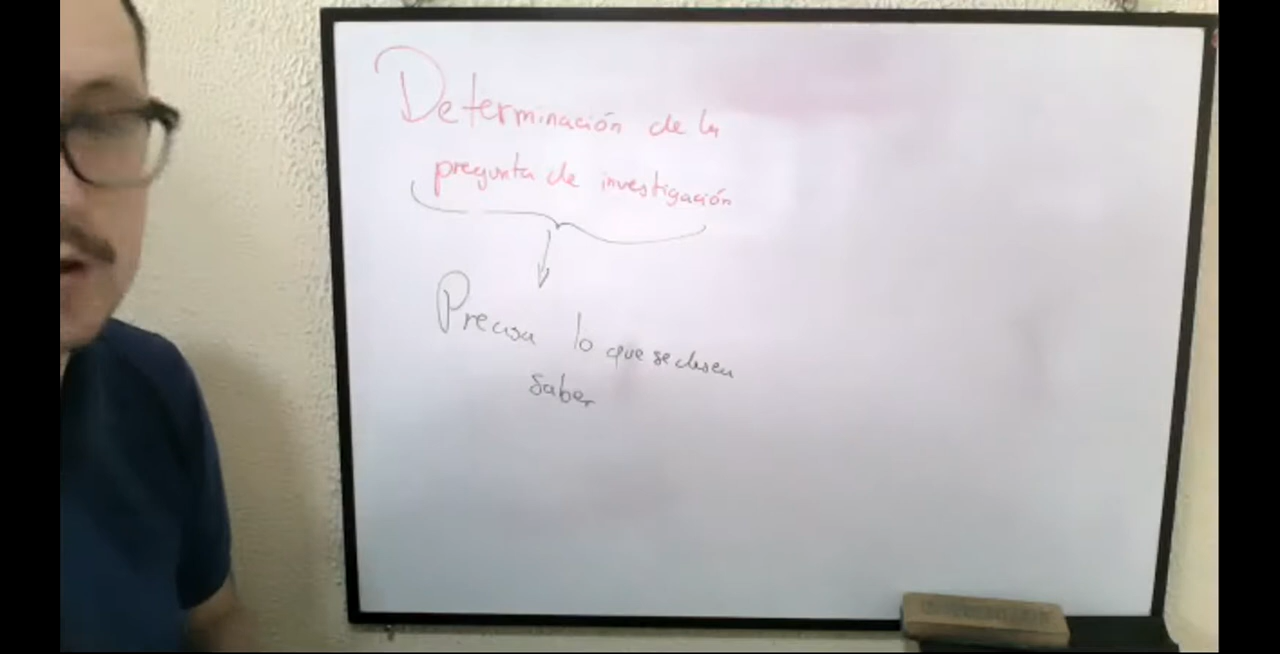 Determinación de la
pregunta de investigación
Precisa lo que se desea
saber